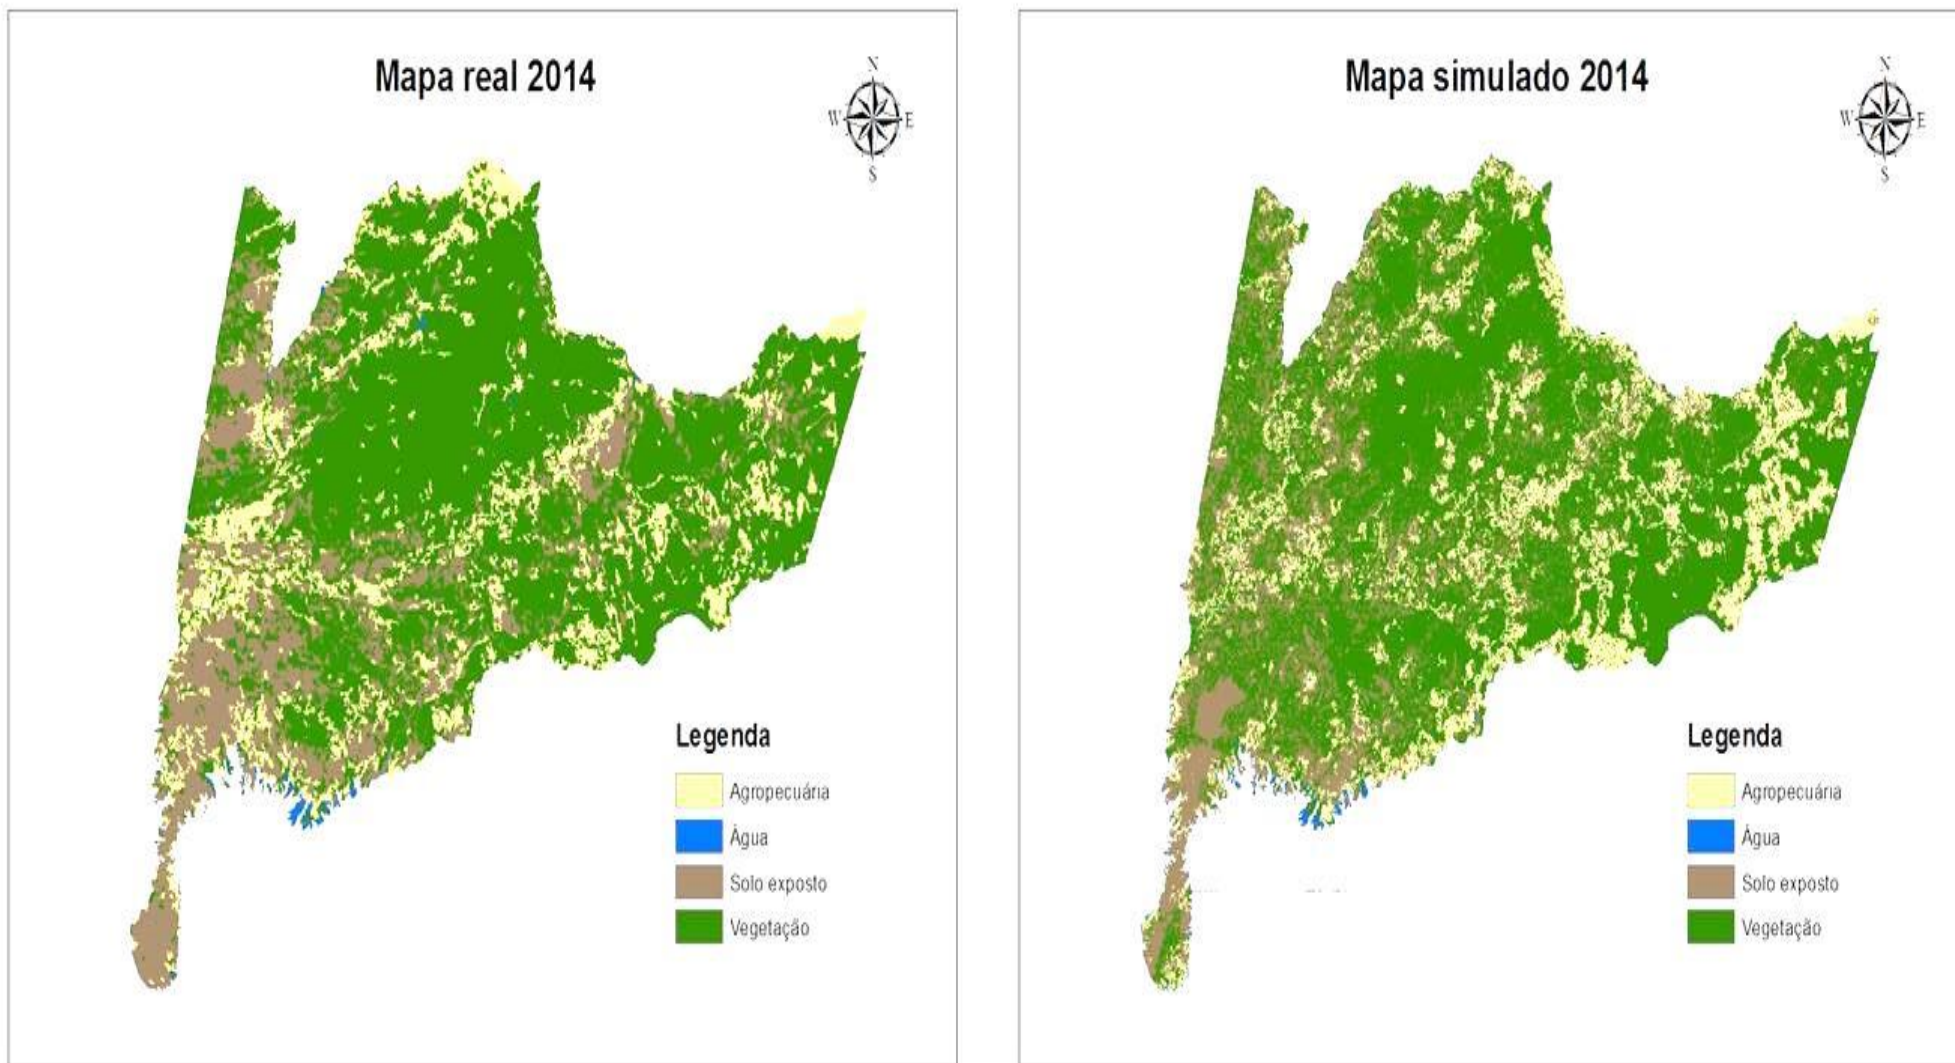 Mapa real 2014
N
W E
S
Legenda
Agropecuária
Água
Solo exposto
Vegetação
Mapa simulado 2014
N
W E
S
Legenda
Agropecuária
Água
Solo exposto
Vegetação